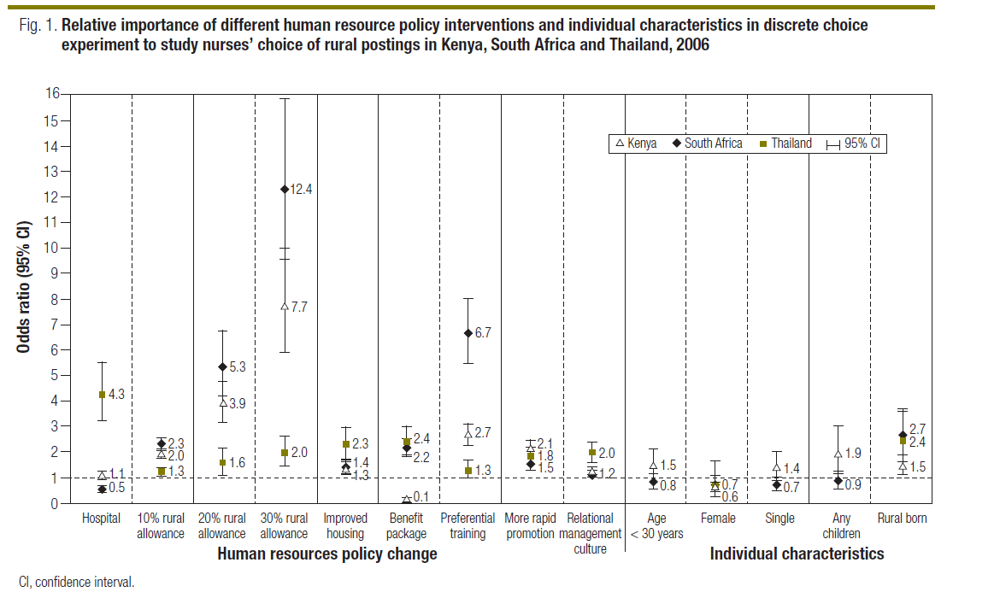 Fig. 1. Relative importance of different human resource policy interventions and individual characteristics in discrete choice
experiment to study nurses’ choice of rural postings in Kenya, South Africa and Thailand, 2006
Odds ratio (95% CI)
16
15
14
13
12
11
10
9
8
7
6
5
4
3
2
1
0
Kenya South Africa Thailand 95% CI
4.3
1.1
0.5
2.3
2.0
1.3
5.3
3.9
1.6
12.4
7.7
2.0
2.3
1.4
1.3
2.4
2.2
0.1
6.7
2.7
1.3
2.1
1.8
1.5
2.0
1.2
1.5
0.8
0.7
0.6
1.4
0.7
1.9
0.9
2.7
2.4
1.5
Hospital
10% rural
allowance
20% rural
allowance
30% rural
allowance
Improved
housing
Benefit
package
Preferential
training
More rapid
promotion
Relational
management
culture
Age
< 30 years
Female
Single
Any
children
Rural born
Human resources policy change
Individual characteristics
CI, confidence interval.